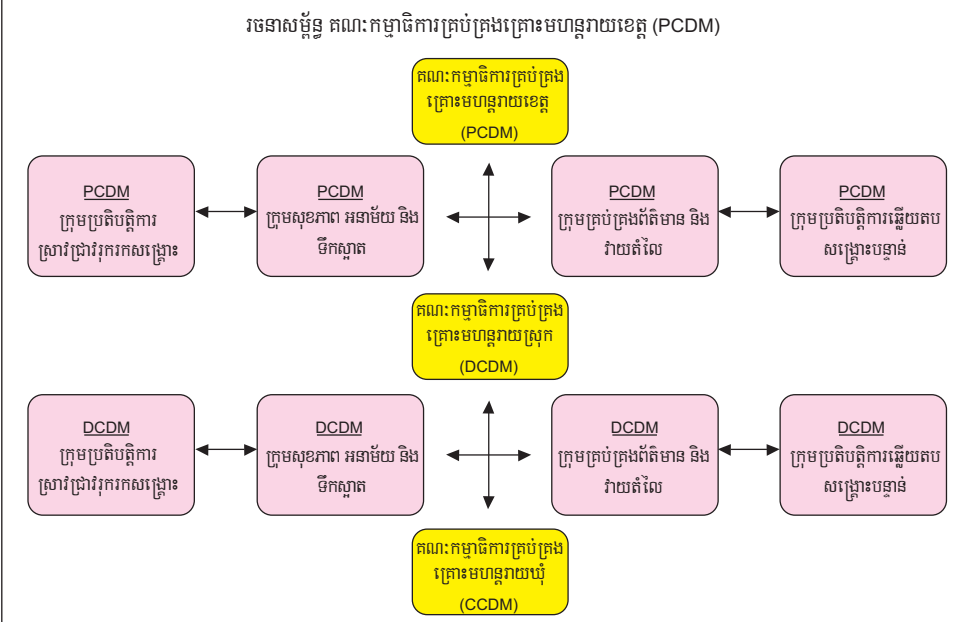 រចនាសម្ព័ន្ធ គណៈកម្មាធិការគ្រប់គ្រងគ្រោះមហន្តរាយខេត្ត (PCDM)
គណៈកម្មាធិការគ្រប់គ្រង
គ្រោះមហន្តរាយខេត្ត
(PCDM)
PCDM
ក្រុមប្រតិបត្តិការ
ស្រាវជ្រាវរុករកសង្គ្រោះ
PCDM
ក្រុមសុខភាព អនាម័យ និង
ទឹកស្អាត
PCDM
ក្រុមគ្រប់គ្រងព័ត៌មាន និង
វាយតំលៃ
PCDM
ក្រុមប្រតិបត្តិការឆ្លើយតប
សង្គ្រោះបន្ទាន់
គណៈកម្មាធិការគ្រប់គ្រង
គ្រោះមហន្តរាយស្រុក
(DCDM)
DCDM
ក្រុមប្រតិបត្តិការ
ស្រាវជ្រាវរុករកសង្គ្រោះ
DCDM
ក្រុមសុខភាព អនាម័យ និង
ទឹកស្អាត
DCDM
ក្រុមគ្រប់គ្រងព័ត៌មាន និង
វាយតំលៃ
DCDM
ក្រុមប្រតិបត្តិការឆ្លើយតប
សង្គ្រោះបន្ទាន់
គណៈកម្មាធិការគ្រប់គ្រង
គ្រោះមហន្តរាយឃុំ
(CCDM)